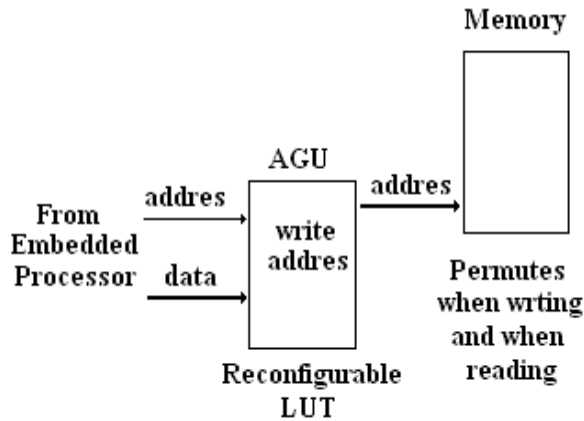 Memory
AGU
addres
addres
From
Embedded
Processor
data
write
addres
Permutes
when wrting
and when
reading
Reconfigurable
LUT